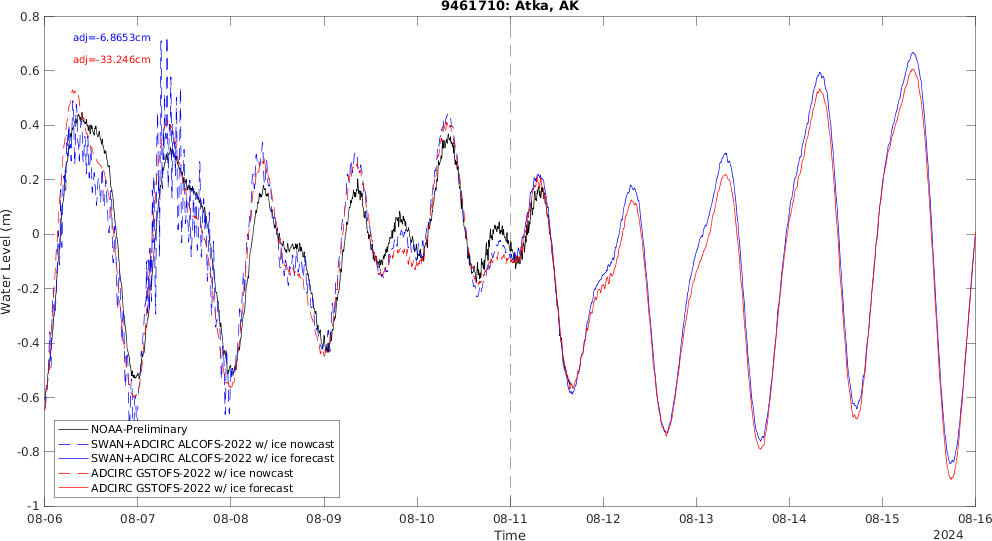 9461710: Atka, AK
adj=-6.8653cm
adj=-33.246cm
Water Level (m)
0.8
0.6
0.4
0.2
0
-0.2
-0.4
-0.6
-0.8
-1
NOAA-Preliminary
SWAN+ADCIRC ALCOFS-2022 w/ ice nowcast
SWAN+ADCIRC ALCOFS-2022 w/ ice forecast
ADCIRC GSTOFS-2022 w/ ice nowcast
ADCIRC GSTOFS-2022 w/ ice forecast
08-06 08-07 08-08 08-09 08-10 08-11 08-12 08-13 08-14 08-15 08-16
Time
2024